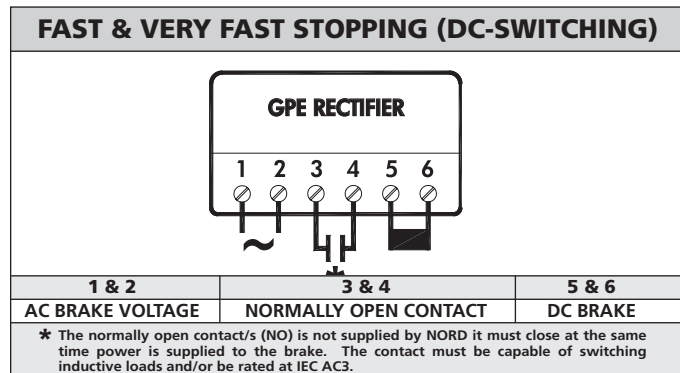 FAST & VERY FAST STOPPING (DC-SWITCHING)
GPE RECTIFIER
1 2 3 4 5 6
~
*
1 & 2 3 & 4 5 & 6
AC BRAKE VOLTAGE NORMALLY OPEN CONTACT DC BRAKE
* The normally open contact/s (NO) is not supplied by NORD it must close at the same
time power is supplied to the brake. The contact must be capable of switching
inductive loads and/or be rated at IEC AC3.